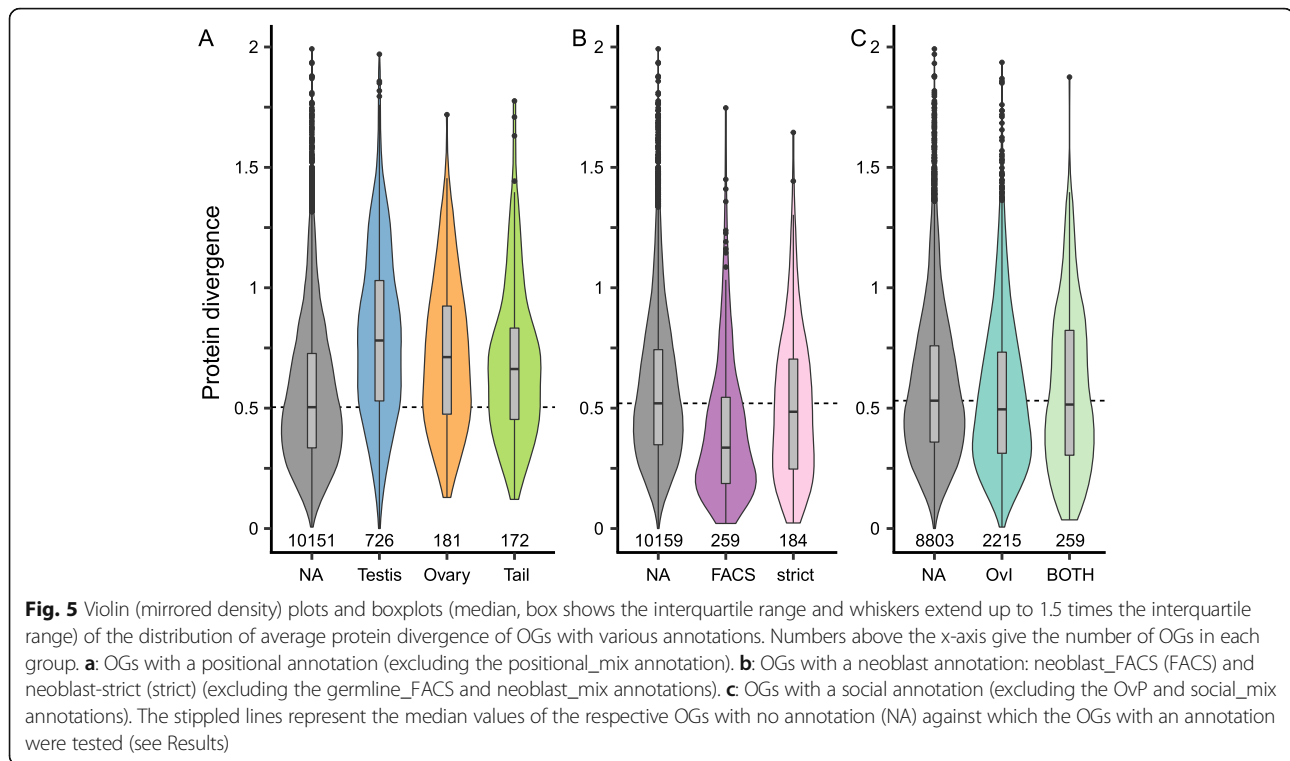 A
B
C
Protein divergence
2
1.5
1
0.5
0
10151 726 181 172
NA Testis Ovary Tail
2
1.5
1
0.5
0
10159 259 184
NA FACS strict
2
1.5
1
0.5
0
8803 2215 259
NA OvI BOTH
Fig. 5 Violin (mirrored density) plots and boxplots (median, box shows the interquartile range and whiskers extend up to 1.5 times the interquartile
range) of the distribution of average protein divergence of OGs with various annotations. Numbers above the x-axis give the number of OGs in each
group. a: OGs with a positional annotation (excluding the positional_mix annotation). b: OGs with a neoblast annotation: neoblast_FACS (FACS) and
neoblast-strict (strict) (excluding the germline_FACS and neoblast_mix annotations). c: OGs with a social annotation (excluding the OvP and social_mix
annotations). The stippled lines represent the median values of the respective OGs with no annotation (NA) against which the OGs with an annotation
were tested (see Results)